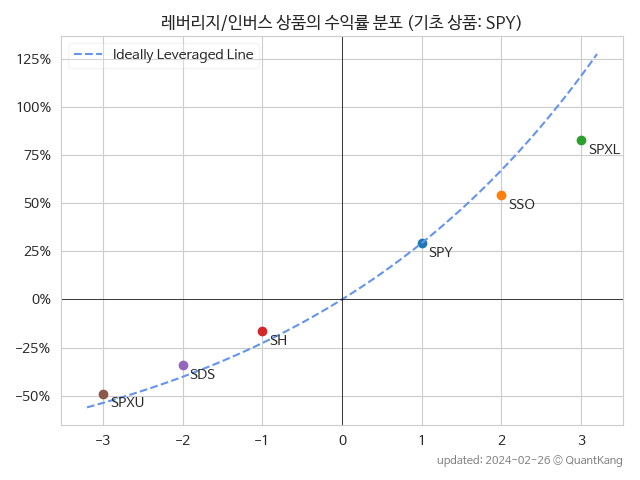 레버리지/인버스 상품의 수익률 분포 (기초 상품: SPY)
Ideally Leveraged Line
125%
100%
75%
50%
25%
0%
−25%
−50%
SPXL
SSO
SPY
SH
SDS
SPXU
−3
−2
−1
0
1
2
3
updated: 2024-02-26 © QuantKang